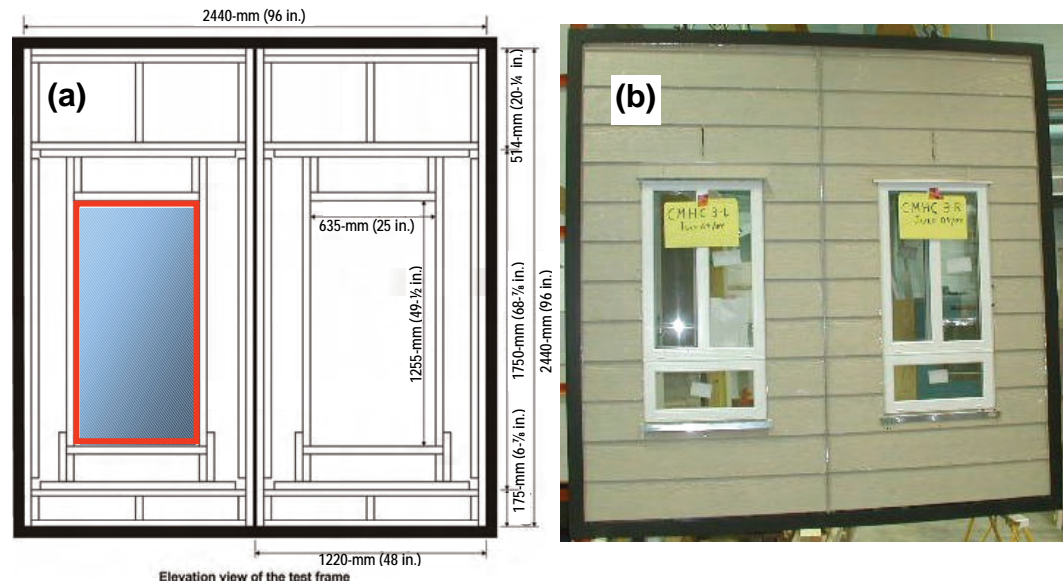 2440-mm (96 in.)
(a)
514-mm (20-¼ in.)
635-mm (25 in.)
1255-mm (49-½ in.)
1750-mm (68-⅞ in.)
2440-mm (96 in.)
175-mm (6-⅞ in.)
1220-mm (48 in.)
Elevation view of the test frame
(b)
CMHC 3-L
CMHC 3-R